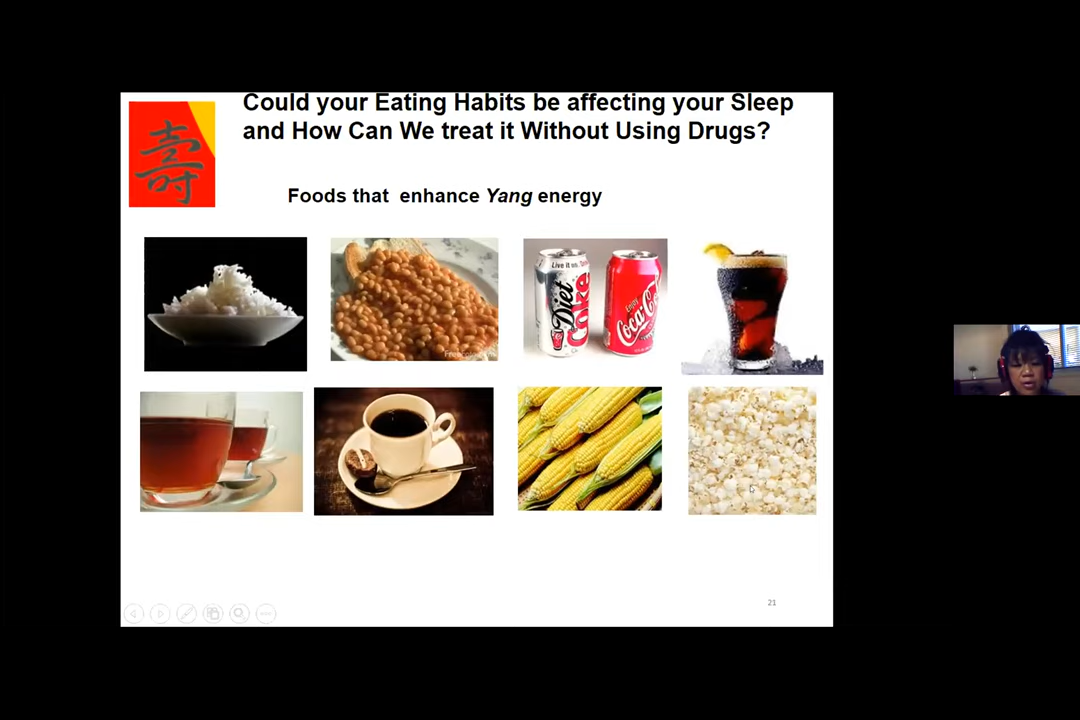 Could your Eating Habits be affecting your Sleep
and How Can We treat it Without Using Drugs?
壽
Foods that enhance Yang energy
Live it
Diet
Coke
Enjoy
Coca-Cola
21